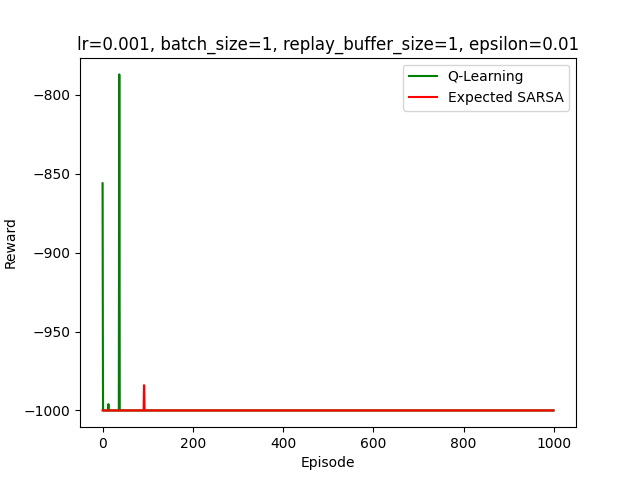 lr=0.001, batch_size=1, replay_buffer_size=1, epsilon=0.01
Q-Learning
Expected SARSA
−800
−850
−900
−950
−1000
Reward
0
200
400
600
800
1000
Episode